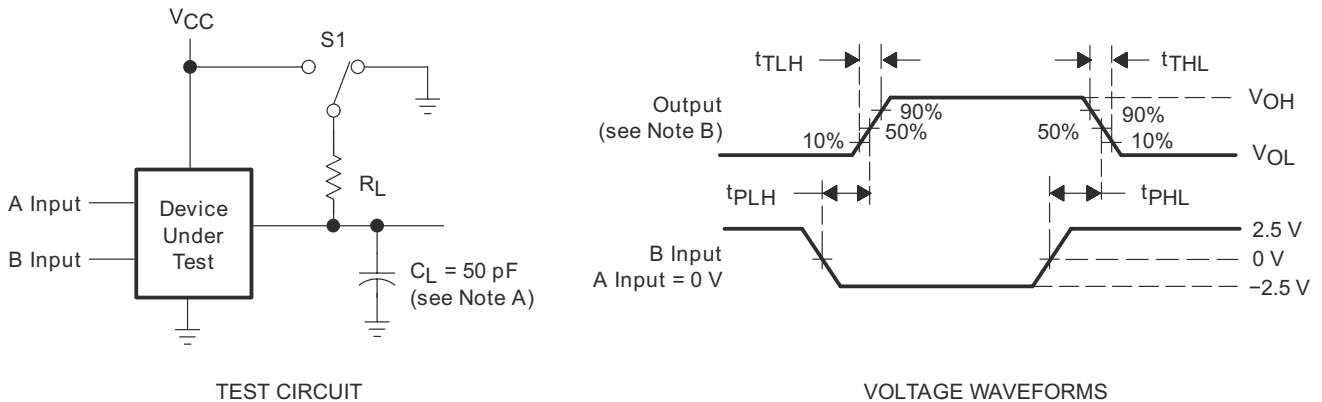 VCC
S1
RL
A Input
B Input
Device
Under
Test
CL = 50 pF
(see Note A)
TEST CIRCUIT
tTLH
tTHL
Output
(see Note B)
10%
50%
90%
50%
90%
10%
VOH
VOL
tPLH
tPHL
B Input
A Input = 0 V
2.5 V
0 V
−2.5 V
VOLTAGE WAVEFORMS